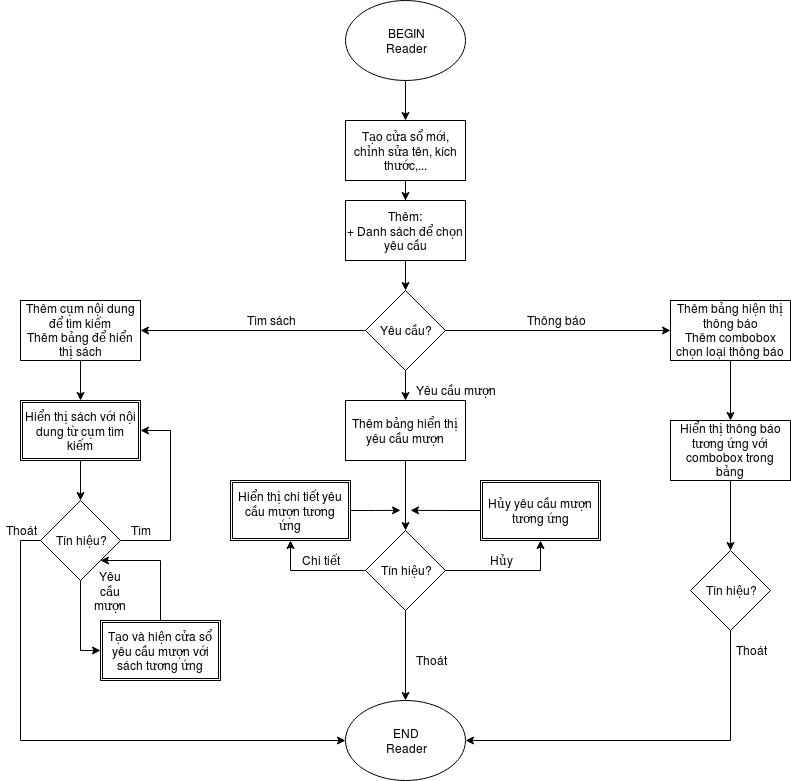 BEGIN
Reader
Tạo cửa sổ mới,
chỉnh sửa tên, kích
thước,...
Thêm:
+ Danh sách để chọn
yêu cầu
Yêu cầu?
Tìm sách
Thông báo
Yêu cầu mượn
Thêm cụm nội dung
để tìm kiếm
Thêm bảng để hiển
thị sách
Hiển thị sách với nội
dung từ cụm tìm
kiếm
Tín hiệu?
Thoát
Tìm
Yêu
cầu
mượn
Tạo và hiện cửa sổ
yêu cầu mượn với
sách tương ứng
Thêm bảng hiển thị
yêu cầu mượn
Hiển thị chi tiết yêu
cầu mượn tương
ứng
Hủy yêu cầu mượn
tương ứng
Chi tiết
Tín hiệu?
Hủy
Thoát
Thêm bảng hiện thị
thông báo
Thêm combobox
chọn loại thông báo
Hiển thị thông báo
tương ứng với
combobox trong
bảng
Tín hiệu?
Thoát
END
Reader